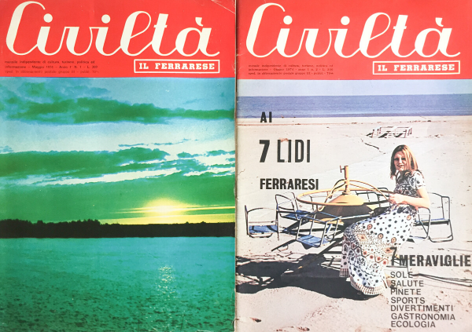 Civiltà
IL FERRARESE
Civiltà
IL FERRARESE
AI
7 LIDI
FERRARESI
7 MERAVIGLIE
SOLE
SALUTE
PINETE
SPORTS
DIVERTIMENTI
GASTRONOMIA
ECOLOGIA